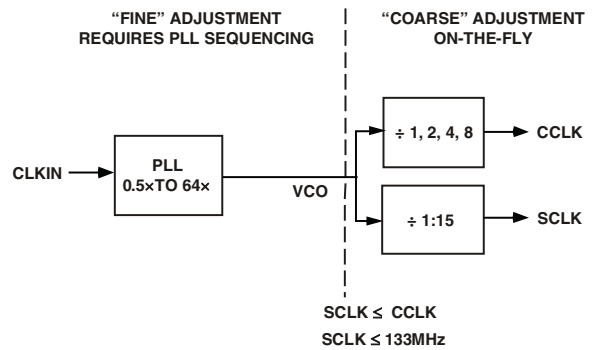 “FINE” ADJUSTMENT
REQUIRES PLL SEQUENCING
“COARSE” ADJUSTMENT
ON-THE-FLY
CLKIN
PLL
0.5×TO 64×
VCO
÷ 1, 2, 4, 8
CCLK
÷ 1:15
SCLK
SCLK ≤ CCLK
SCLK ≤ 133MHz